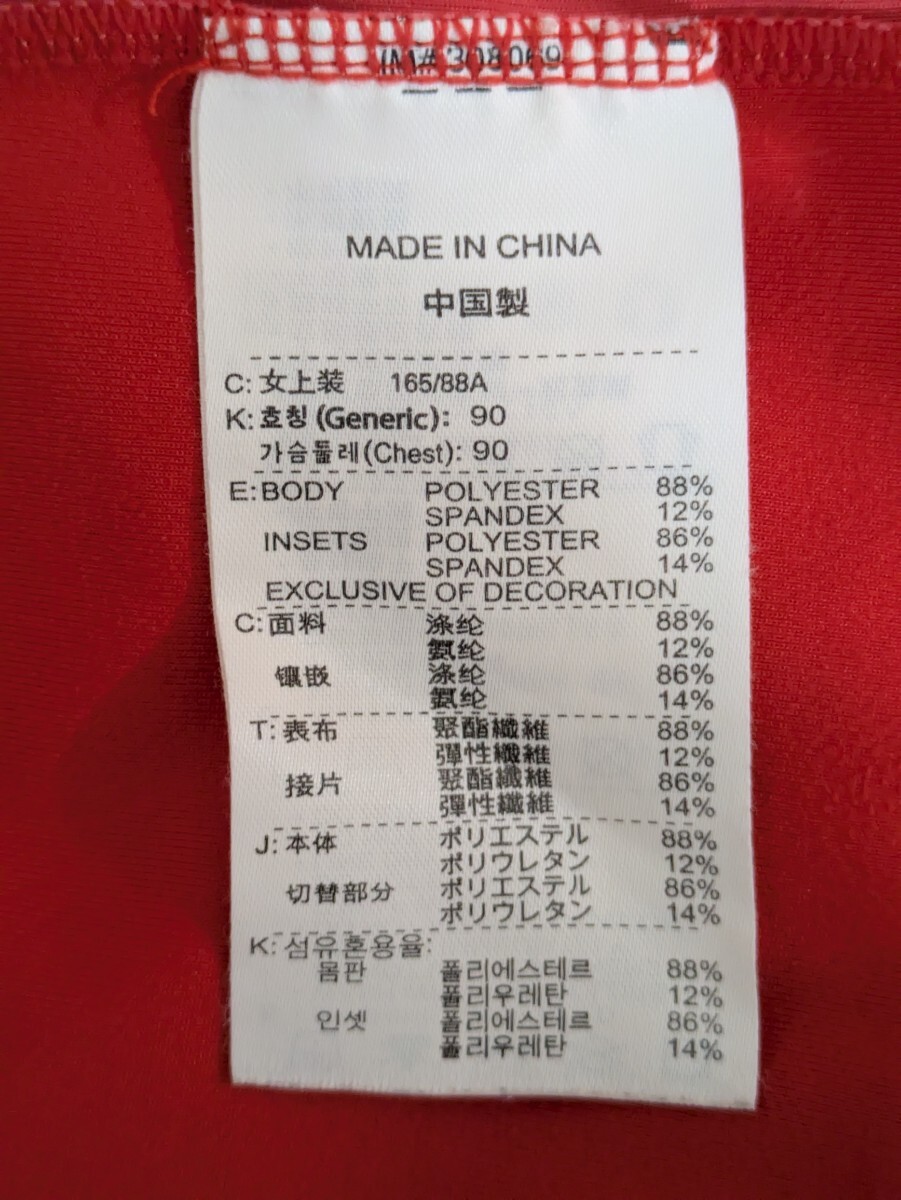 IM# 308069
MADE IN CHINA
中国製
C: 女上装 165/88A
K: 호칭 (Generic): 90
가슴둘레(Chest): 90
E: BODY POLYESTER 88%
SPANDEX 12%
INSETS POLYESTER 86%
SPANDEX 14%
EXCLUSIVE OF DECORATION
C: 面料 涤纶 88%
氨纶 12%
镶嵌 涤纶 86%
氨纶 14%
T: 表布 聚酯纖維 88%
彈性纖維 12%
接片 聚酯纖維 86%
彈性纖維 14%
J: 本体 ポリエステル 88%
ポリウレタン 12%
切替部分 ポリエステル 86%
ポリウレタン 14%
K: 섬유혼용율:
몸판 폴리에스테르 88%
폴리우레탄 12%
인셋 폴리에스테르 86%
폴리우레탄 14%